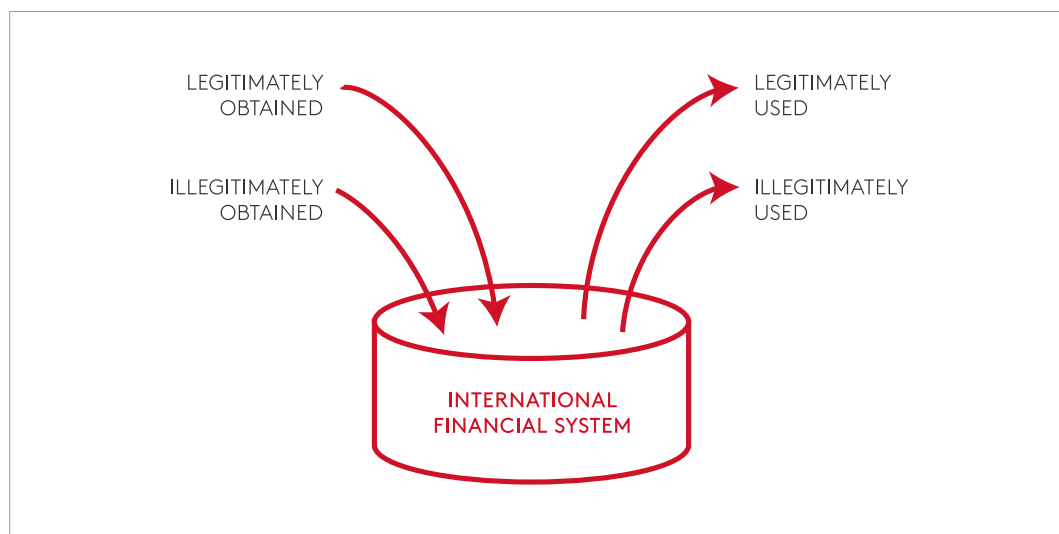 LEGITIMATELY
OBTAINED
LEGITIMATELY
USED
ILLEGITIMATELY
OBTAINED
ILLEGITIMATELY
USED
INTERNATIONAL
FINANCIAL SYSTEM